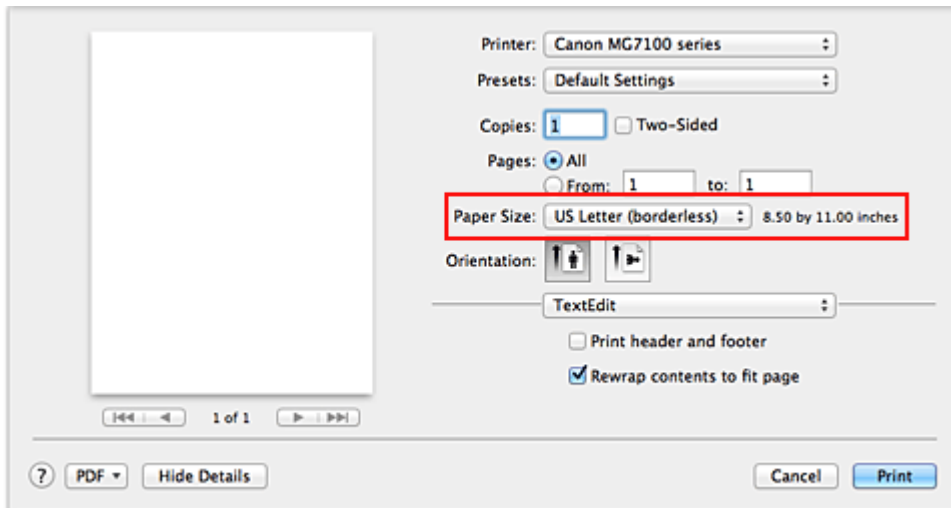 Printer: Canon MG7100 series
Presets: Default Settings
Copies: 1 Two-Sided
Pages: All
From: 1 to: 1
Paper Size: US Letter (borderless) 8.50 by 11.00 inches
Orientation:
TextEdit
Print header and footer
Rewrap contents to fit page
1 of 1
? PDF Hide Details Cancel Print